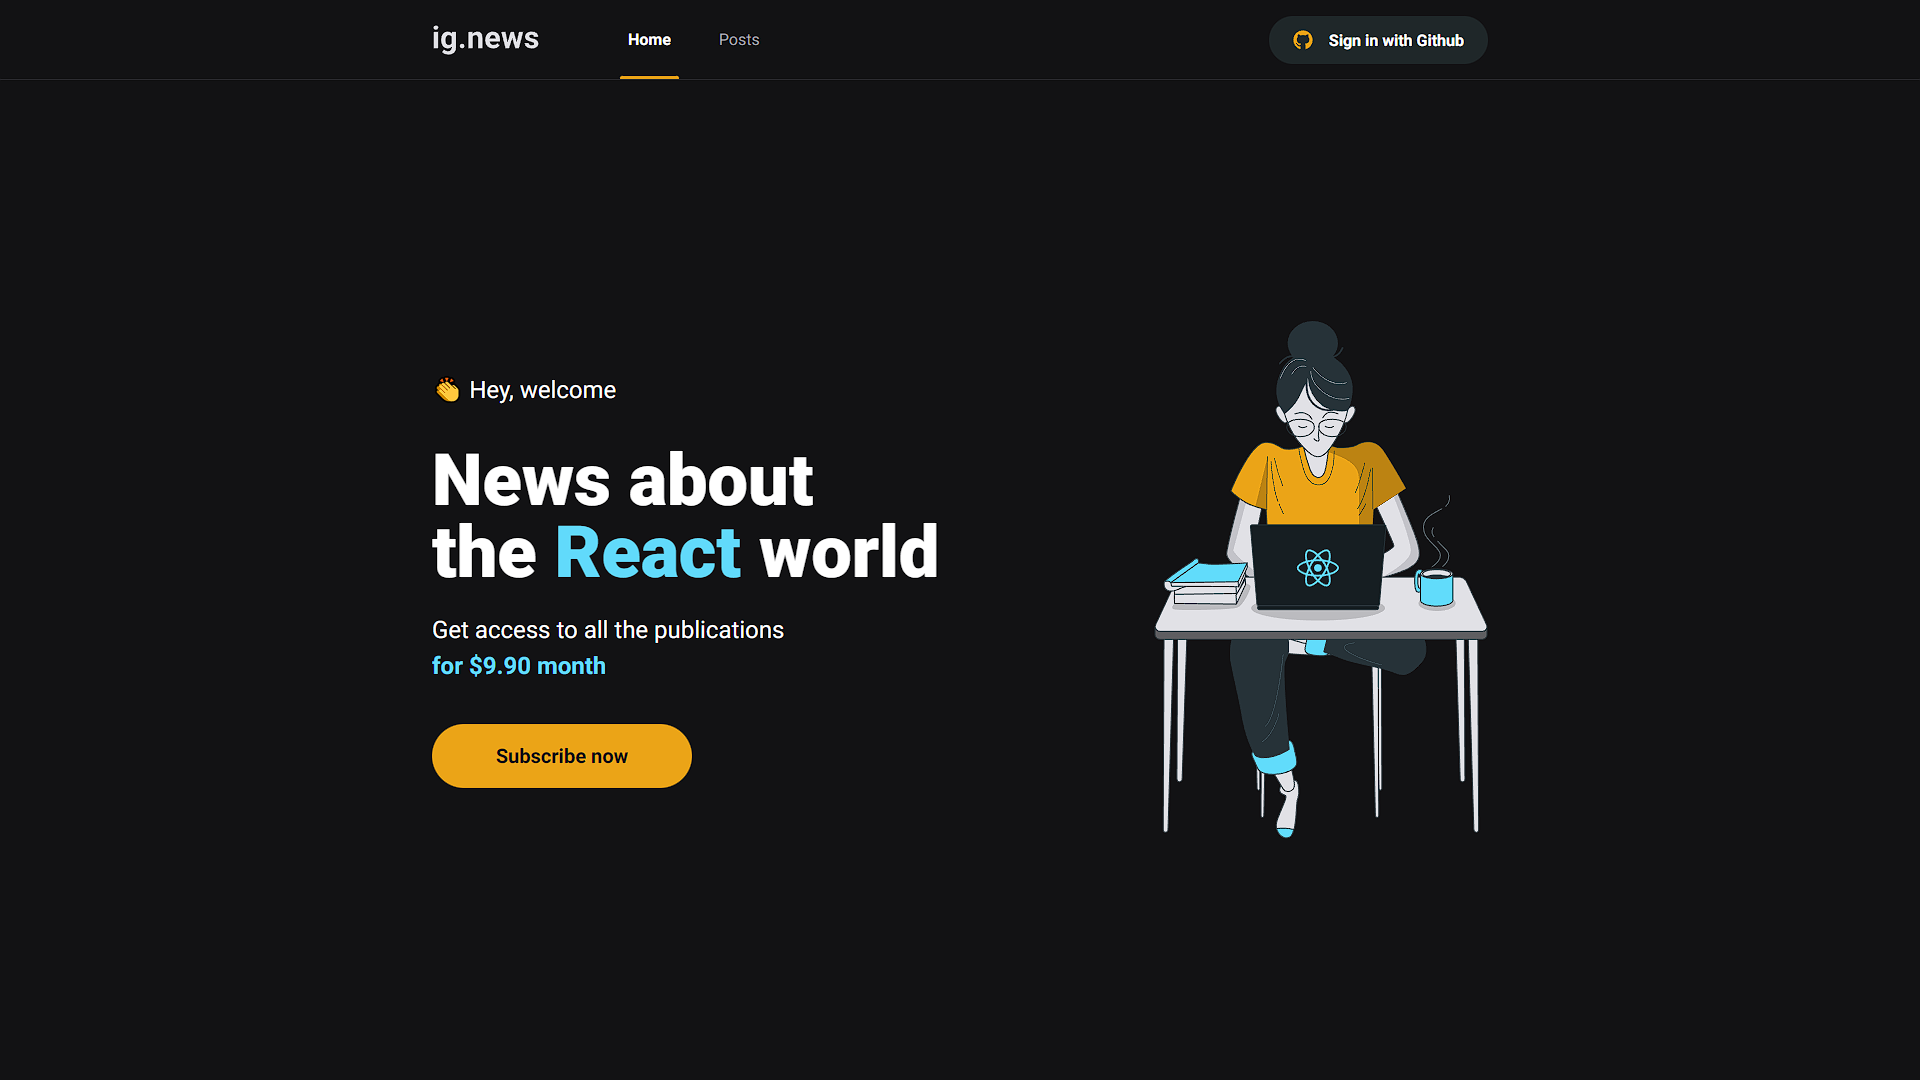 ig.news
Home
Posts
Sign in with Github
👏 Hey, welcome
News about
the React world
Get access to all the publications
for $9.90 month
Subscribe now